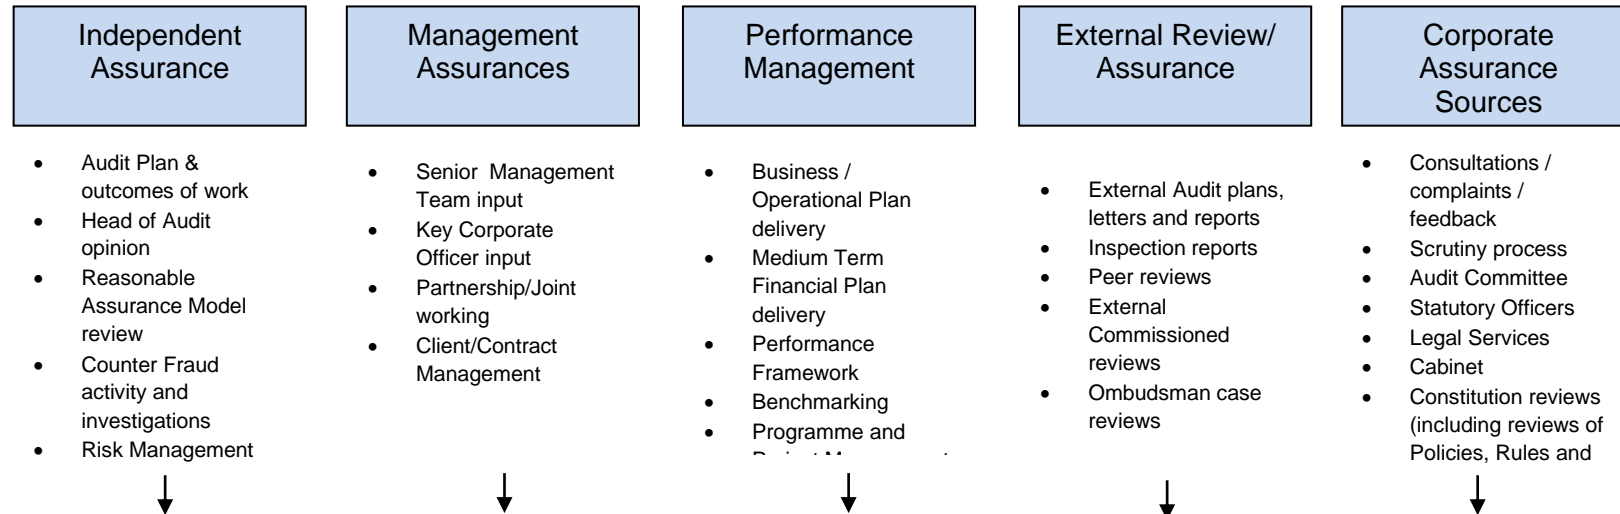 Independent
Assurance
Audit Plan &
outcomes of work
Head of Audit
opinion
Reasonable
Assurance Model
review
Counter Fraud
activity and
investigations
Risk Management
Management
Assurances
Senior Management
Team input
Key Corporate
Officer input
Partnership/Joint
working
Client/Contract
Management
Performance
Management
Business /
Operational Plan
delivery
Medium Term
Financial Plan
delivery
Performance
Framework
Benchmarking
Programme and
External Review/
Assurance
External Audit plans,
letters and reports
Inspection reports
Peer reviews
External
Commissioned
reviews
Ombudsman case
reviews
Corporate
Assurance
Sources
Consultations /
complaints /
feedback
Scrutiny process
Audit Committee
Statutory Officers
Legal Services
Cabinet
Constitution reviews
(including reviews of
Policies, Rules and